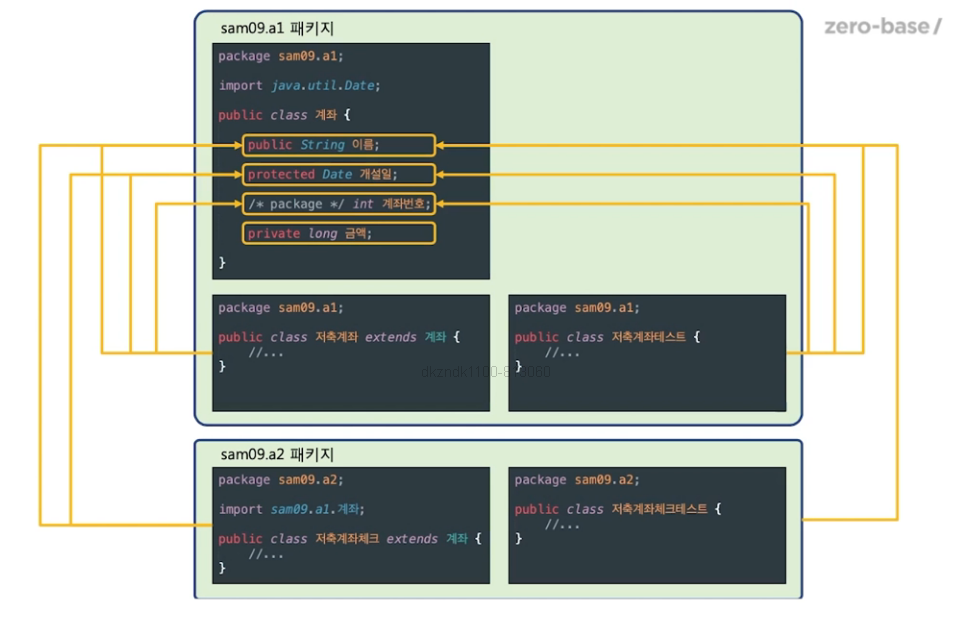 sam09.a1 패키지
zero-base/
package sam09.a1;
import java.util.Date;
public class 계좌 {
public String 이름;
protected Date 개설일;
/* package */ int 계좌번호;
private long 금액;
}
package sam09.a1;
public class 저축계좌 extends 계좌 {
//...
}
package sam09.a1;
public class 저축계좌테스트 {
//...
}
sam09.a2 패키지
package sam09.a2;
import sam09.a1.계좌;
public class 저축계좌체크 extends 계좌 {
//...
}
package sam09.a2;
public class 저축계좌체크테스트 {
//...
}